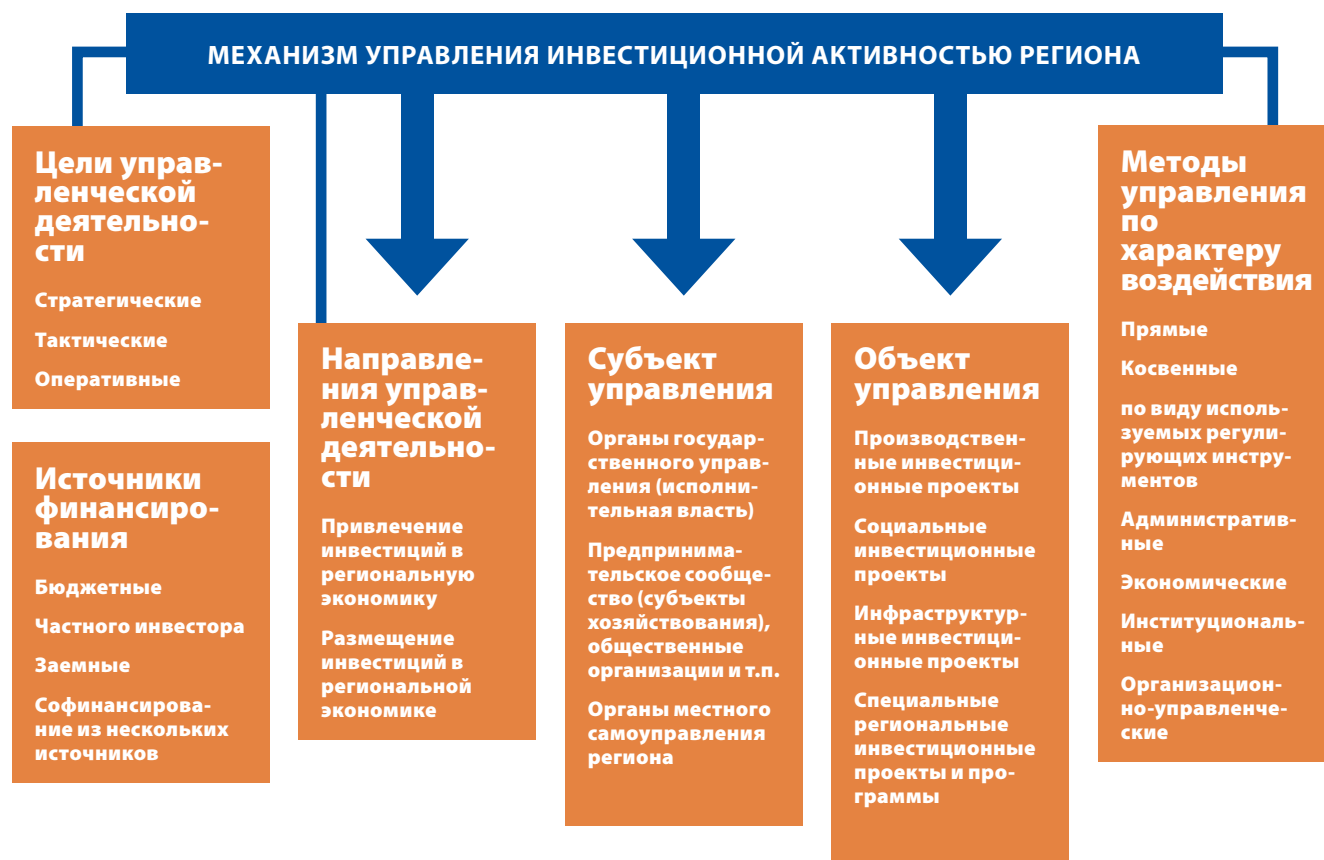 МЕХАНИЗМ УПРАВЛЕНИЯ ИНВЕСТИЦИОННОЙ АКТИВНОСТЬЮ РЕГИОНА
Цели управ-
ленческой
деятельно-
сти
Стратегические
Тактические
Оперативные
Источники
финансиро-
вания
Бюджетные
Частного инвестора
Заемные
Софинансирова-
ние из нескольких
источников
Направле-
ния управ-
ленческой
деятельно-
сти
Привлечение
инвестиций в
региональную
экономику
Размещение
инвестиций в
региональной
экономике
Субъект
управления
Органы государ-
ственного управ-
ления (исполни-
тельная власть)
Предпринима-
тельское сообще-
ство (субъекты
хозяйствования),
общественные
организации и т.п.
Органы местного
самоуправления
региона
Объект
управления
Производствен-
ные инвестици-
онные проекты
Социальные
инвестиционные
проекты
Инфраструктур-
ные инвестици-
онные проекты
Специальные
региональные
инвестиционные
проекты и про-
граммы
Методы
управления
по
характеру
воздействия
Прямые
Косвенные
по виду исполь-
зуемых регули-
рующих инстру-
ментов
Административ-
ные
Экономические
Институциональ-
ные
Организацион-
но-управленче-
ские